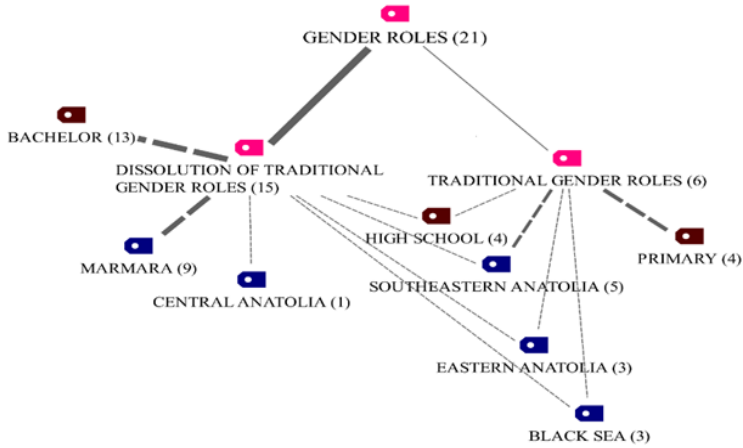 GENDER ROLES (21)
BACHELOR (13)
DISSOLUTION OF TRADITIONAL
GENDER ROLES (15)
TRADITIONAL GENDER ROLES (6)
HIGH SCHOOL (4)
PRIMARY (4)
MARMARA (9)
SOUTHEASTERN ANATOLIA (5)
CENTRAL ANATOLIA (1)
EASTERN ANATOLIA (3)
BLACK SEA (3)